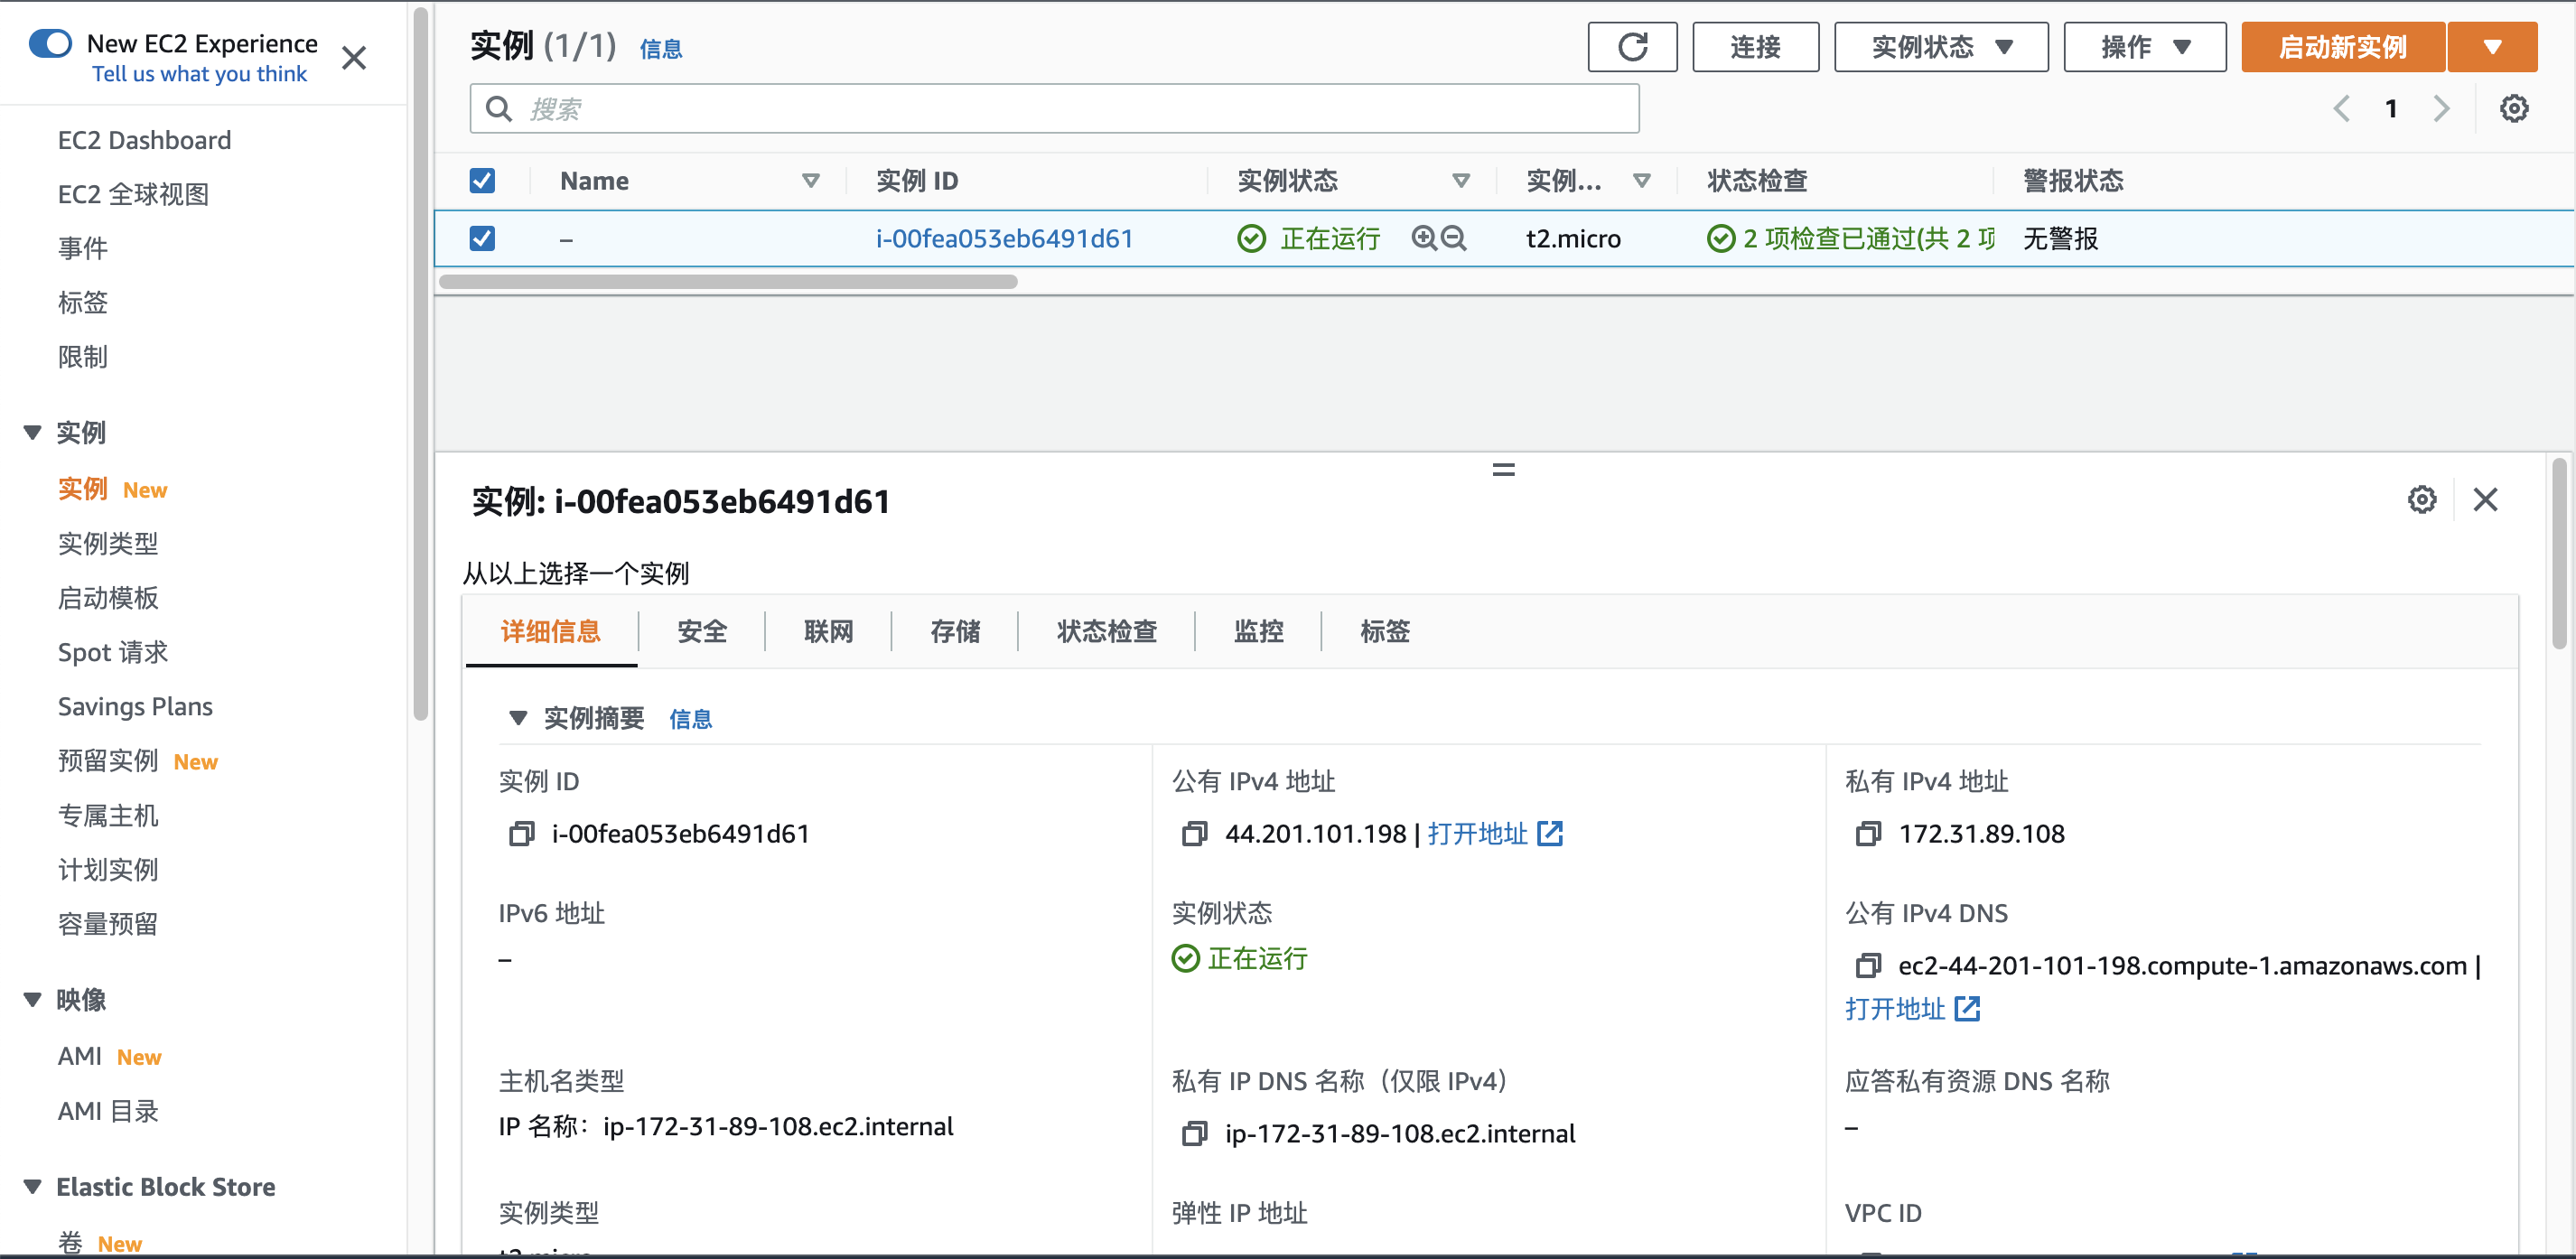 New EC2 Experience
Tell us what you think
EC2 Dashboard
EC2 全球视图
事件
标签
限制
实例
实例 New
实例类型
启动模板
Spot 请求
Savings Plans
预留实例 New
专属主机
计划实例
容量预留
映像
AMI New
AMI 目录
Elastic Block Store
卷 New
实例 (1/1) 信息
连接 实例状态 操作 启动新实例
搜索
1
Name 实例 ID 实例状态 实例... 状态检查 警报状态
– i-00fea053eb6491d61 正在运行 t2.micro 2 项检查已通过(共 2 项 无警报
实例: i-00fea053eb6491d61
从以上选择一个实例
详细信息 安全 联网 存储 状态检查 监控 标签
实例摘要 信息
实例 ID
i-00fea053eb6491d61
公有 IPv4 地址
44.201.101.198 | 打开地址
私有 IPv4 地址
172.31.89.108
IPv6 地址
–
实例状态
正在运行
公有 IPv4 DNS
ec2-44-201-101-198.compute-1.amazonaws.com |
打开地址
主机名类型
IP 名称：ip-172-31-89-108.ec2.internal
私有 IP DNS 名称（仅限 IPv4）
ip-172-31-89-108.ec2.internal
应答私有资源 DNS 名称
–
实例类型
t2.micro
弹性 IP 地址
VPC ID